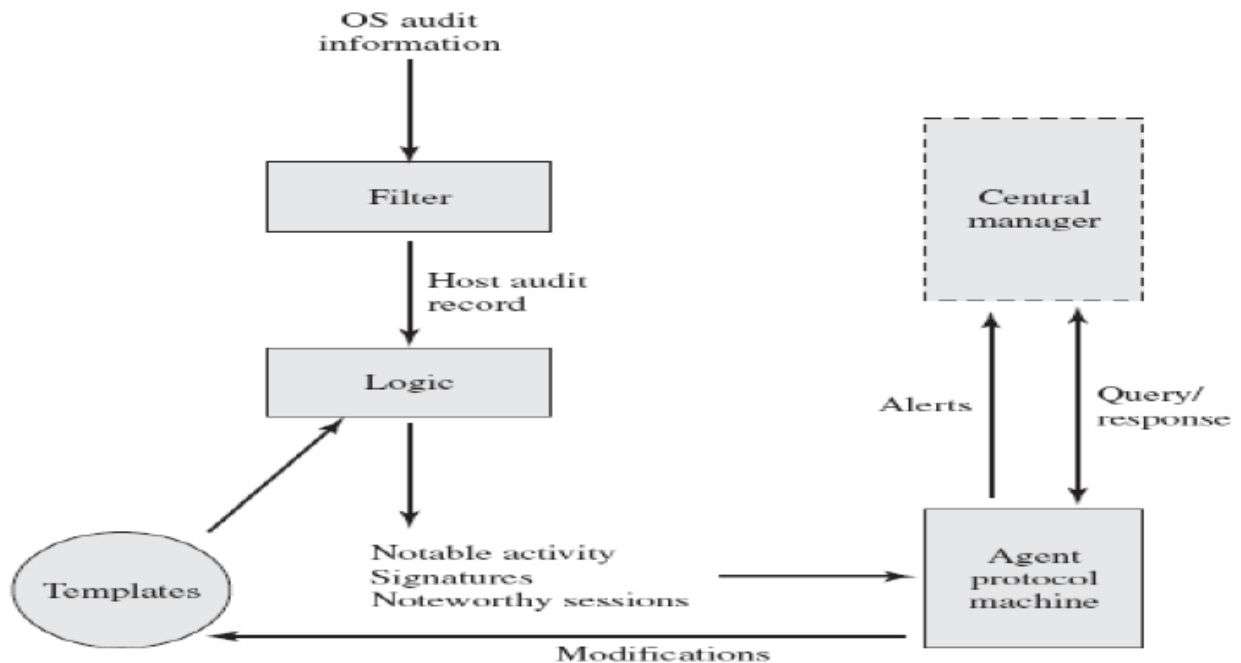 OS audit
information
Filter
Central
manager
Host audit
record
Logic
Alerts
Query/
response
Templates
Notable activity
Signatures
Noteworthy sessions
Agent
protocol
machine
Modifications